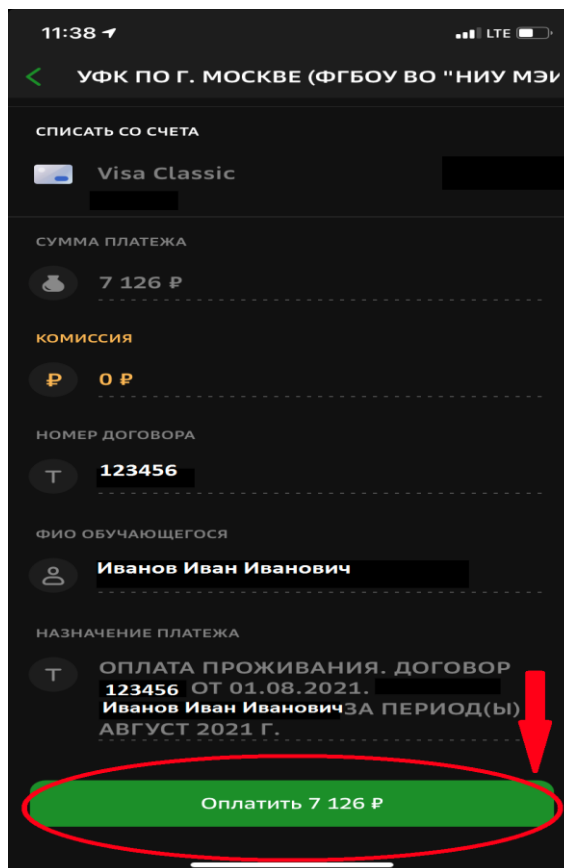 11:38
LTE
УФК ПО Г. МОСКВЕ (ФГБОУ ВО "НИУ МЭИ
СПИСАТЬ СО СЧЕТА
Visa Classic
СУММА ПЛАТЕЖА
7 126 ₽
КОМИССИЯ
₽ 0 ₽
НОМЕР ДОГОВОРА
T 123456
ФИО ОБУЧАЮЩЕГОСЯ
Иванов Иван Иванович
НАЗНАЧЕНИЕ ПЛАТЕЖА
T ОПЛАТА ПРОЖИВАНИЯ. ДОГОВОР
123456 ОТ 01.08.2021.
Иванов Иван Иванович ЗА ПЕРИОД(Ы)
АВГУСТ 2021 Г.
Оплатить 7 126 ₽